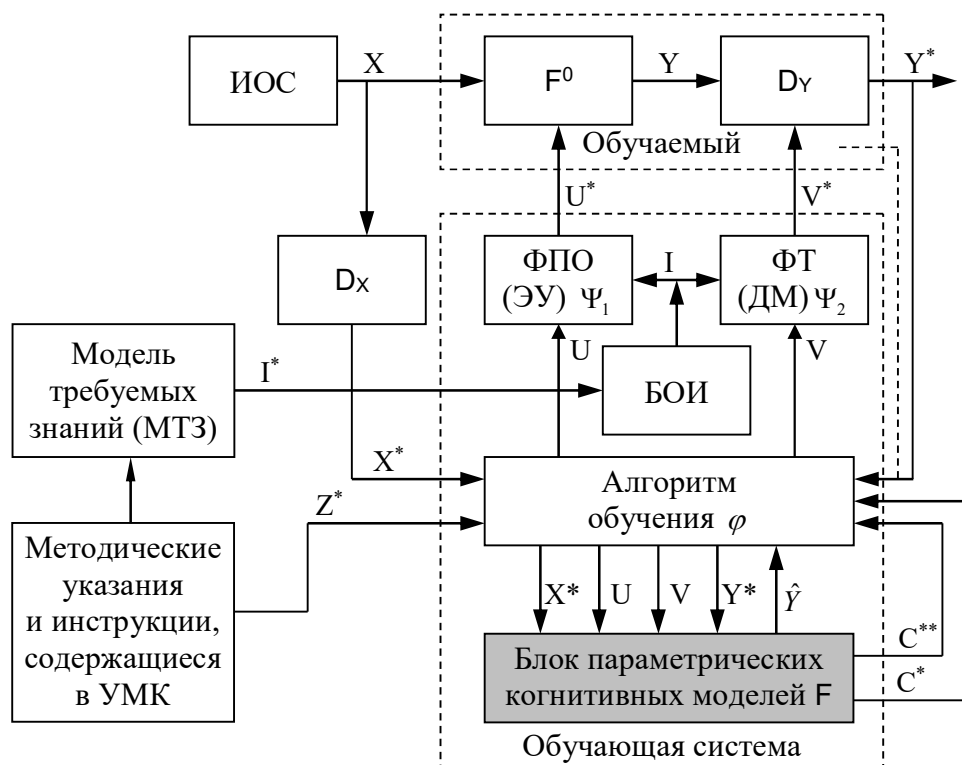 ИОС
X
F⁰
Y
D_Y
Y*
Обучаемый
U*
V*
D_X
ФПО
(ЭУ) Ψ₁
I
ФТ
(ДМ) Ψ₂
U
V
Модель
требуемых
знаний (МТЗ)
I*
БОИ
X*
Алгоритм
обучения φ
Z*
Методические
указания
и инструкции,
содержащиеся
в УМК
X*
U
V
Y*
Ŷ
C**
Блок параметрических
когнитивных моделей F
C*
Обучающая система